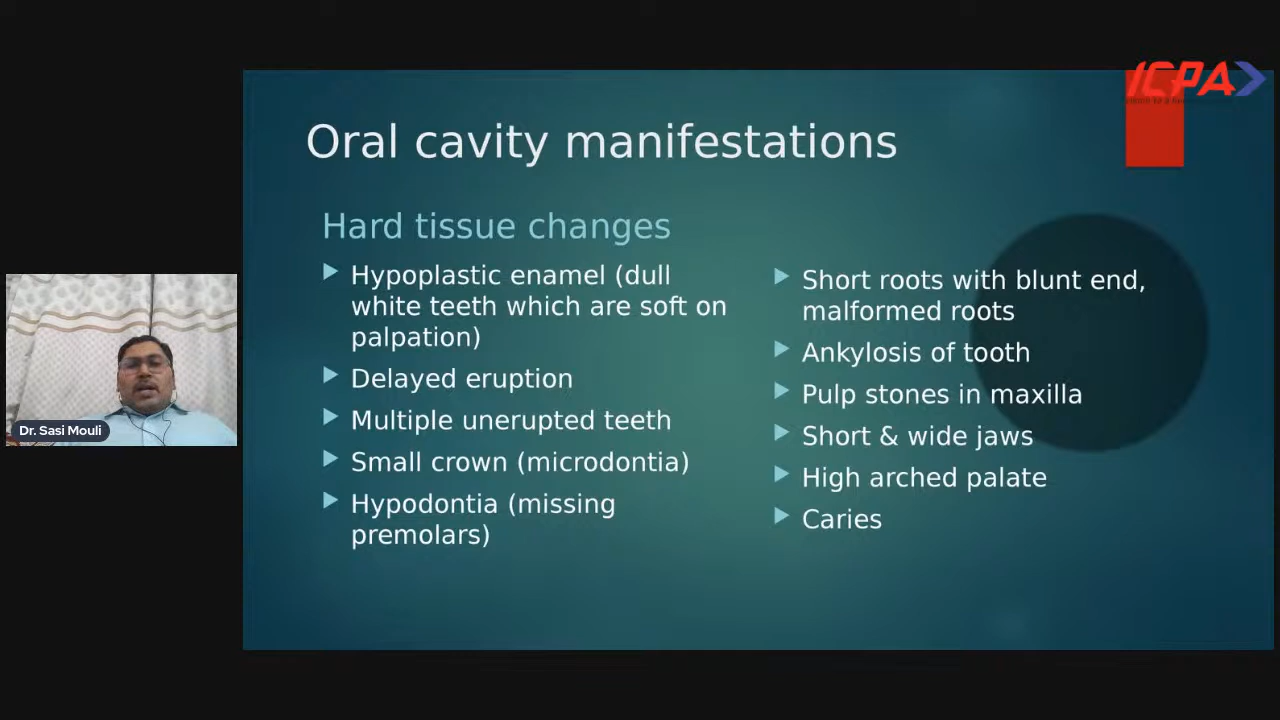 ICPA
Oral cavity manifestations
Hard tissue changes
Hypoplastic enamel (dull
white teeth which are soft on
palpation)
Delayed eruption
Multiple unerupted teeth
Small crown (microdontia)
Hypodontia (missing
premolars)
Short roots with blunt end,
malformed roots
Ankylosis of tooth
Pulp stones in maxilla
Short & wide jaws
High arched palate
Caries
Dr. Sasi Mouli